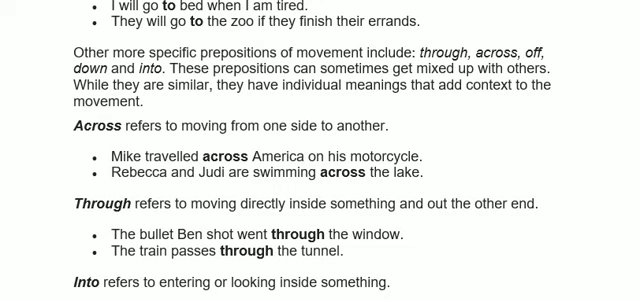 • I will go to bed when I am tired.
• They will go to the zoo if they finish their errands.
Other more specific prepositions of movement include: through, across, off,
down and into. These prepositions can sometimes get mixed up with others.
While they are similar, they have individual meanings that add context to the
movement.
Across refers to moving from one side to another.
• Mike travelled across America on his motorcycle.
• Rebecca and Judi are swimming across the lake.
Through refers to moving directly inside something and out the other end.
• The bullet Ben shot went through the window.
• The train passes through the tunnel.
Into refers to entering or looking inside something.